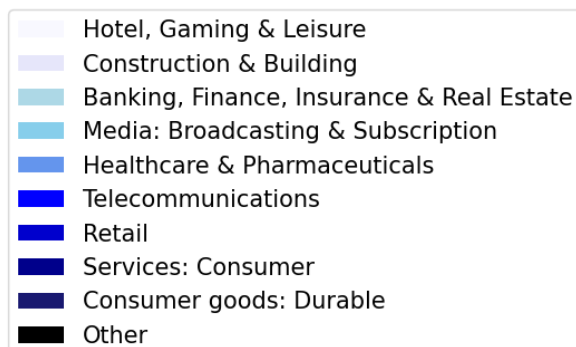 Hotel, Gaming & Leisure
Construction & Building
Banking, Finance, Insurance & Real Estate
Media: Broadcasting & Subscription
Healthcare & Pharmaceuticals
Telecommunications
Retail
Services: Consumer
Consumer goods: Durable
Other